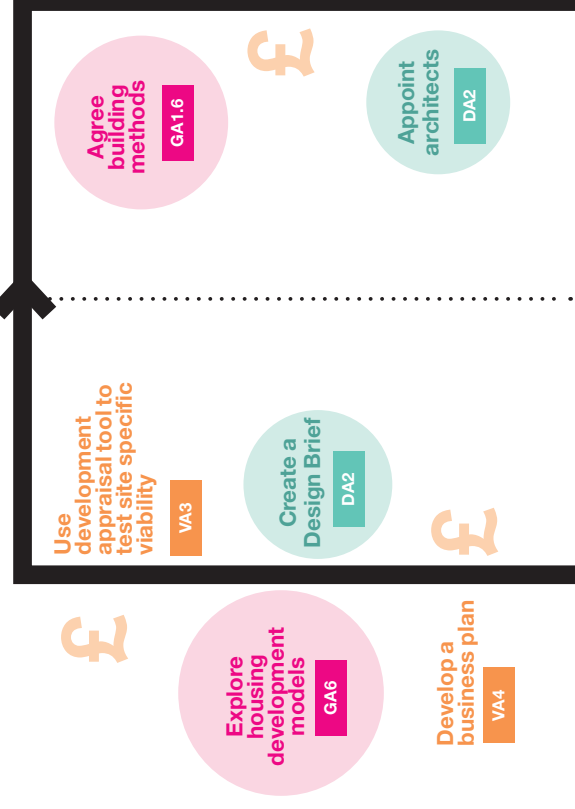 £
Explore
housing
development
models
GA6
Develop a
business plan
VA4
Use
development
appraisal tool to
test site specific
viability
VA3
Create a
Design Brief
DA2
£
Agree
building
methods
GA1.6
£
Appoint
architects
DA2